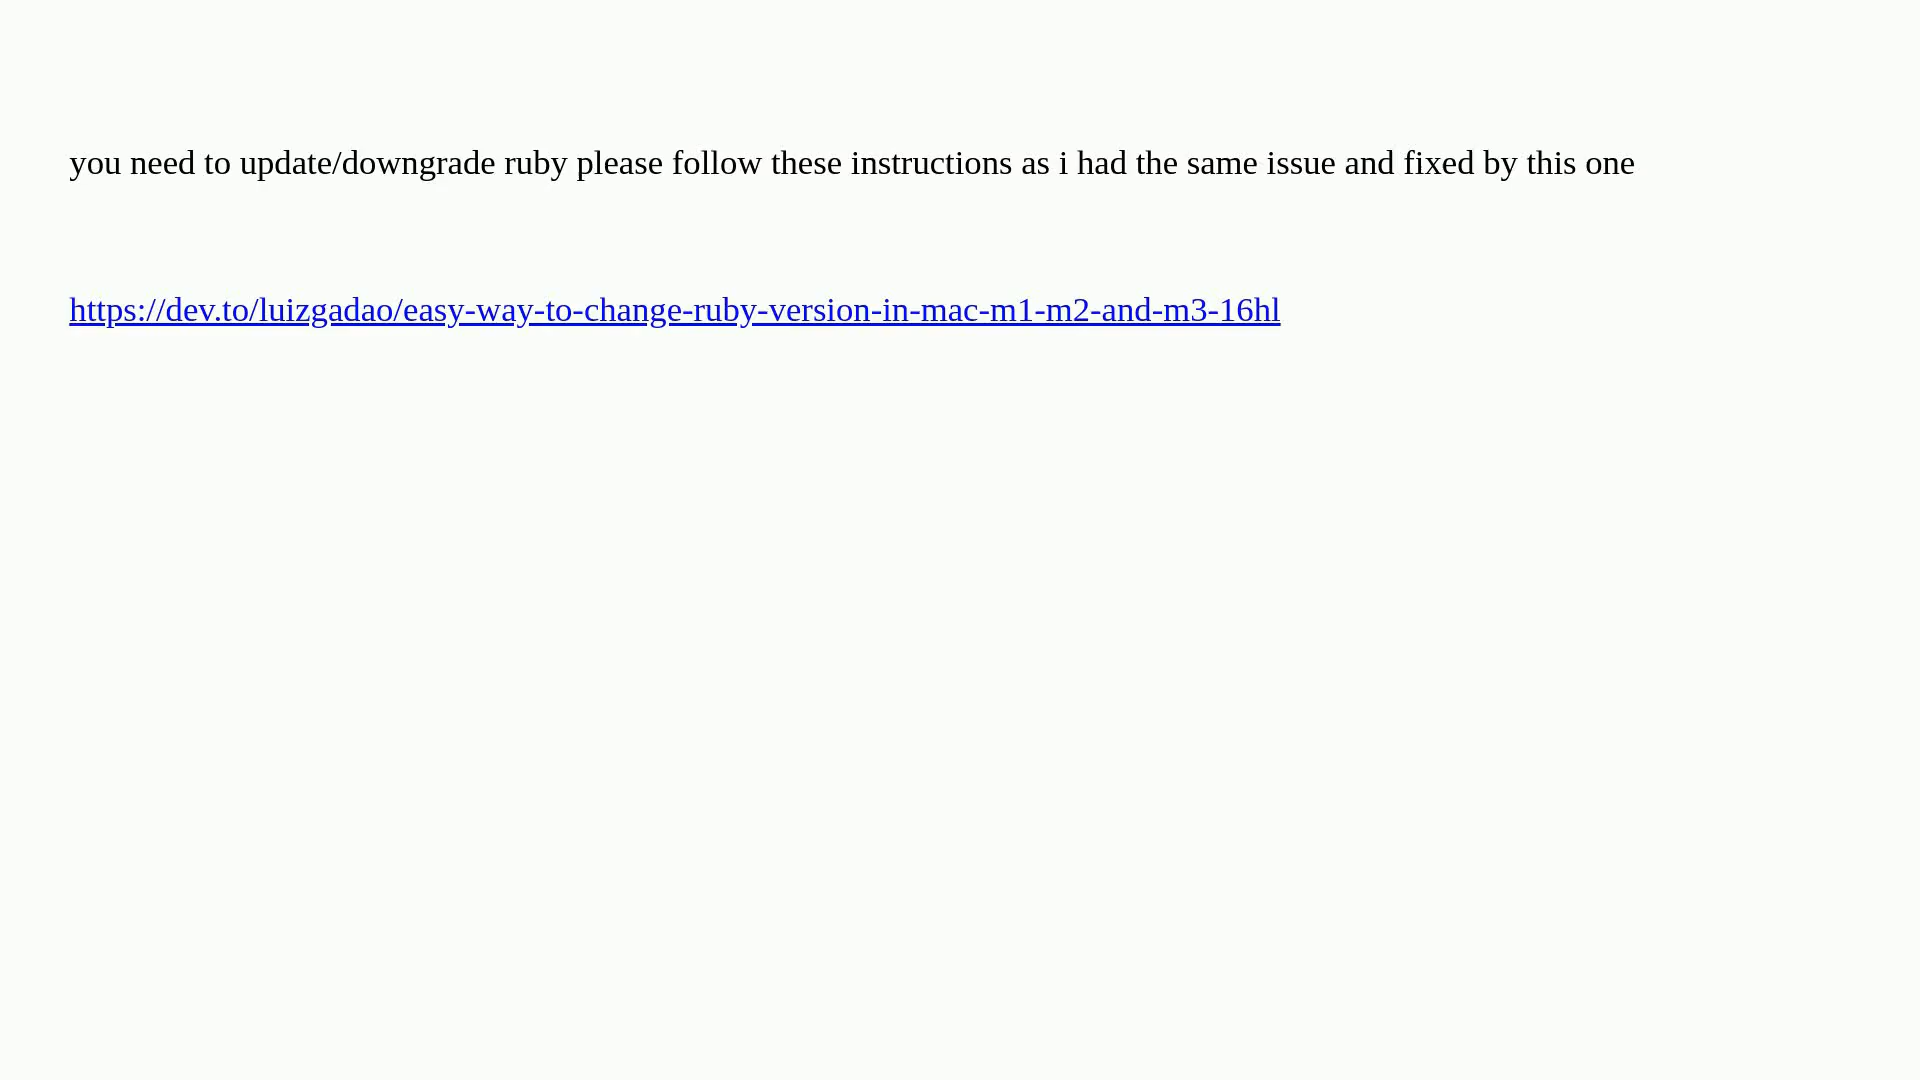 you need to update/downgrade ruby please follow these instructions as i had the same issue and fixed by this one
https://dev.to/luizgadao/easy-way-to-change-ruby-version-in-mac-m1-m2-and-m3-16hl